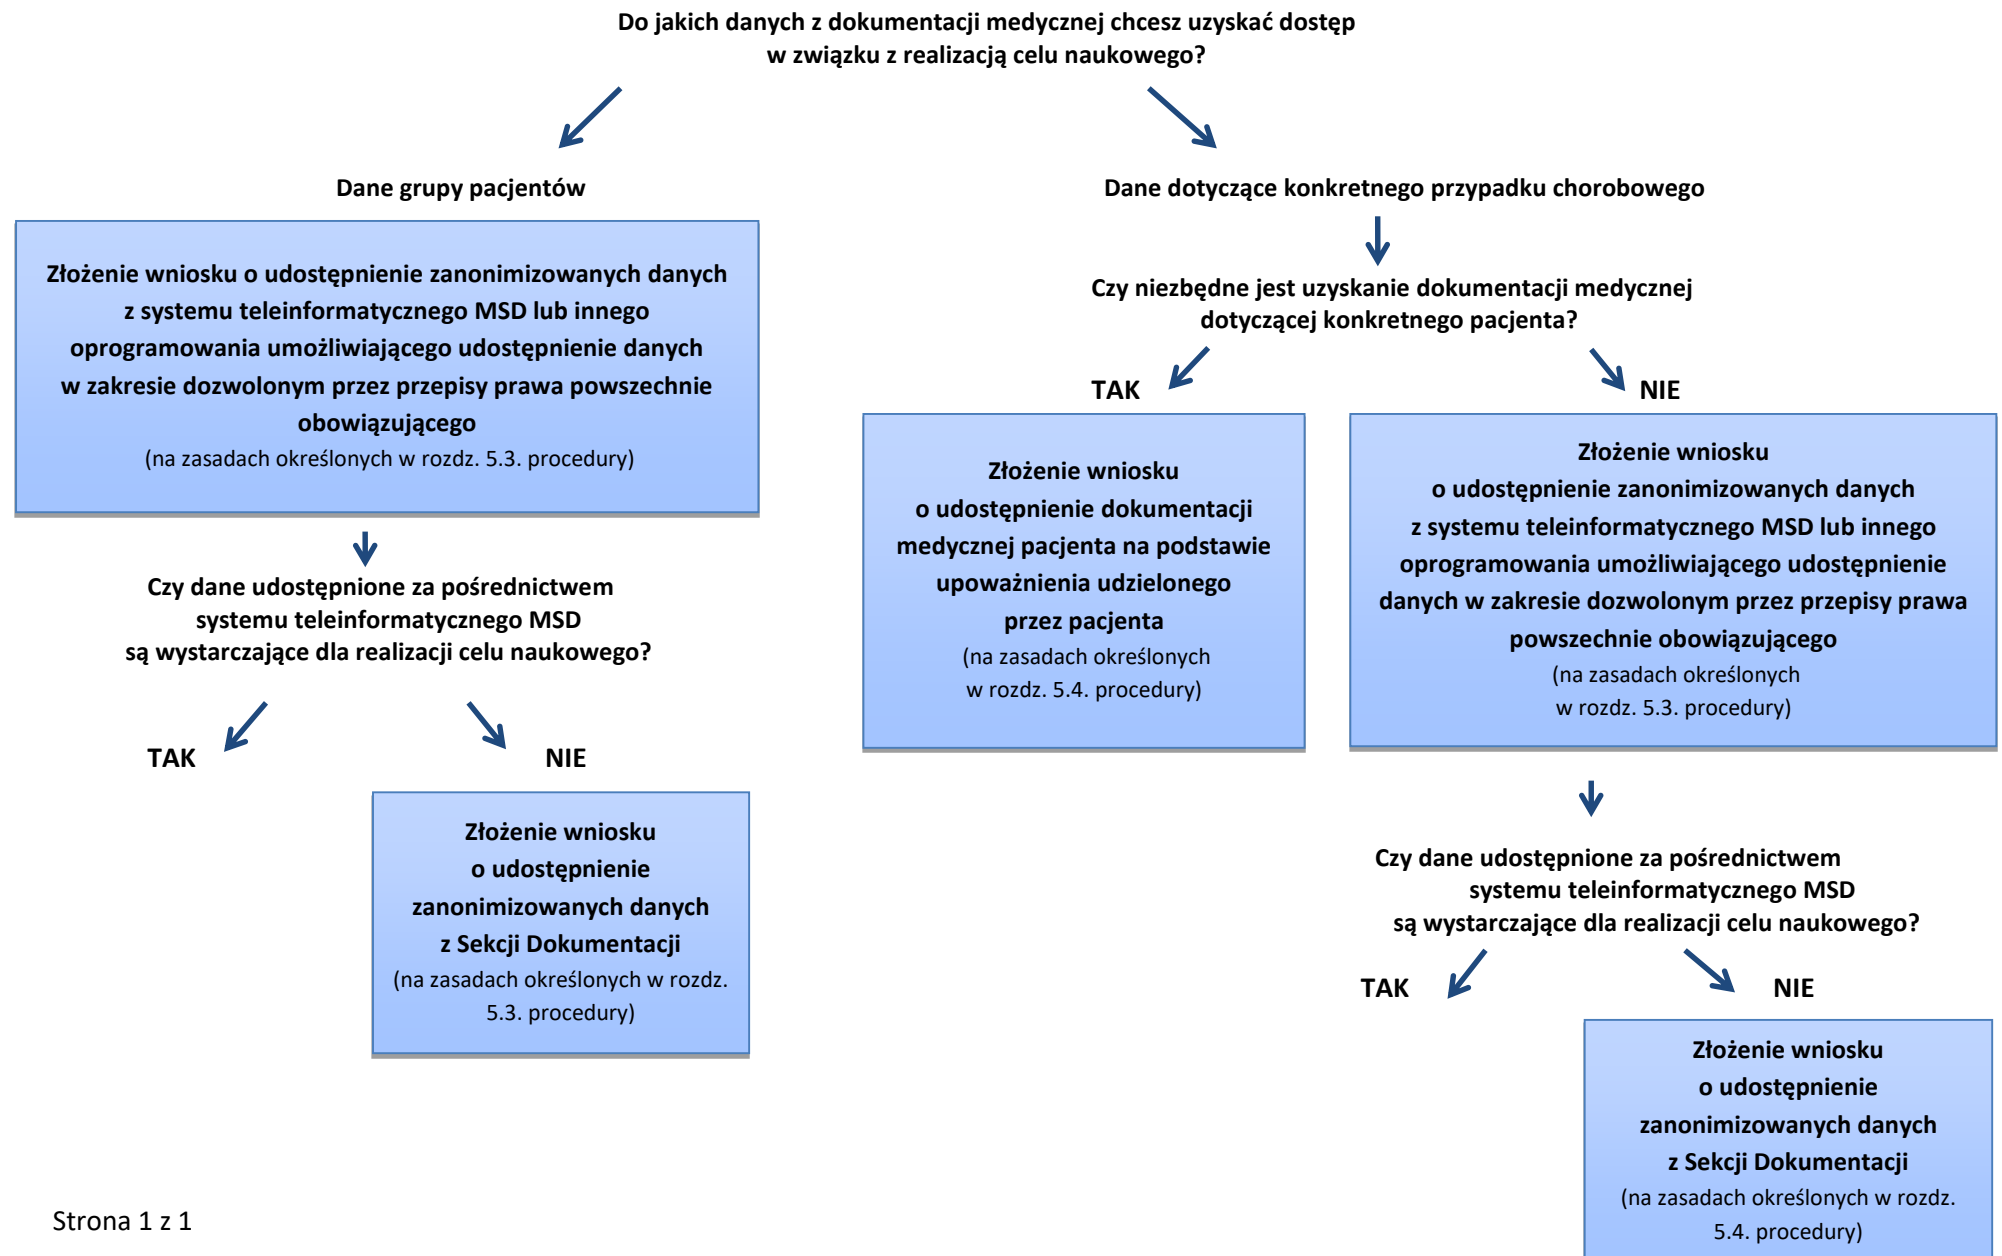 Do jakich danych z dokumentacji medycznej chcesz uzyskać dostęp
w związku z realizacją celu naukowego?
Dane grupy pacjentów
Złożenie wniosku o udostępnienie zanonimizowanych danych
z systemu teleinformatycznego MSD lub innego
oprogramowania umożliwiającego udostępnienie danych
w zakresie dozwolonym przez przepisy prawa powszechnie
obowiązującego
(na zasadach określonych w rozdz. 5.3. procedury)
Czy dane udostępnione za pośrednictwem
systemu teleinformatycznego MSD
są wystarczające dla realizacji celu naukowego?
TAK
NIE
Złożenie wniosku
o udostępnienie
zanonimizowanych danych
z Sekcji Dokumentacji
(na zasadach określonych w rozdz.
5.3. procedury)
Dane dotyczące konkretnego przypadku chorobowego
Czy niezbędne jest uzyskanie dokumentacji medycznej
dotyczącej konkretnego pacjenta?
TAK
NIE
Złożenie wniosku
o udostępnienie dokumentacji
medycznej pacjenta na podstawie
upoważnienia udzielonego
przez pacjenta
(na zasadach określonych
w rozdz. 5.4. procedury)
Złożenie wniosku
o udostępnienie zanonimizowanych danych
z systemu teleinformatycznego MSD lub innego
oprogramowania umożliwiającego udostępnienie
danych w zakresie dozwolonym przez przepisy prawa
powszechnie obowiązującego
(na zasadach określonych
w rozdz. 5.3. procedury)
Czy dane udostępnione za pośrednictwem
systemu teleinformatycznego MSD
są wystarczające dla realizacji celu naukowego?
TAK
NIE
Złożenie wniosku
o udostępnienie
zanonimizowanych danych
z Sekcji Dokumentacji
(na zasadach określonych w rozdz.
5.4. procedury)
Strona 1 z 1